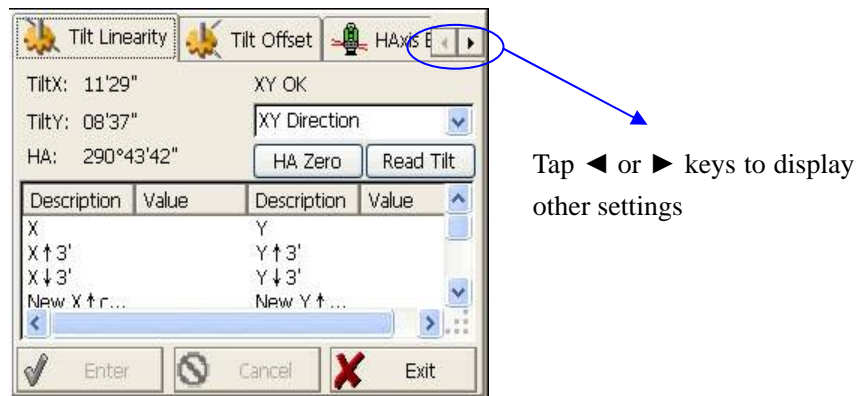 Tilt Linearity Tilt Offset HAxis
TiltX: 11'29" XY OK
TiltY: 08'37" XY Direction
HA: 290°43'42" HA Zero Read Tilt
Description Value Description Value
X Y
X↑3' Y↑3'
X↓3' Y↓3'
New X↑r... New Y↑...
Enter Cancel Exit
Tap ◄ or ► keys to display
other settings